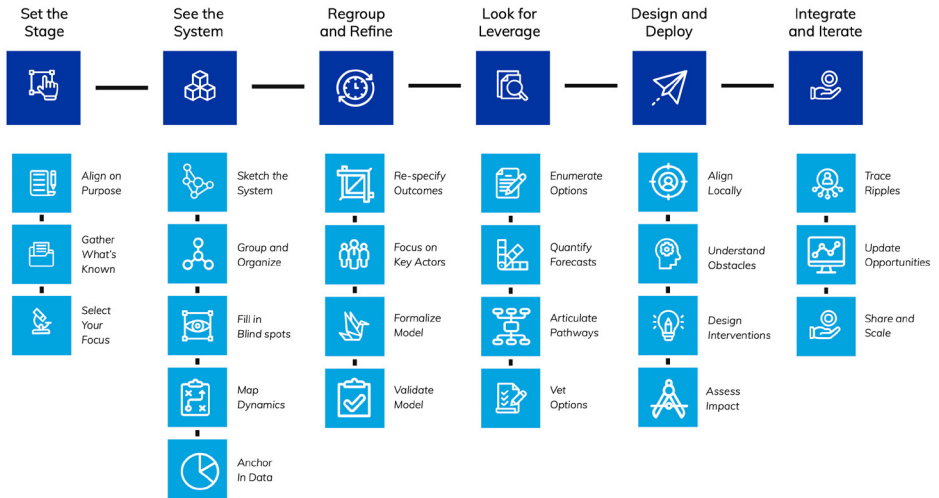 Set the
Stage
See the
System
Regroup
and Refine
Look for
Leverage
Design and
Deploy
Integrate
and Iterate
Align on
Purpose
Gather
What's
Known
Select
Your
Focus
Sketch the
System
Group and
Organize
Fill in
Blind spots
Map
Dynamics
Anchor
In Data
Re-specify
Outcomes
Focus on
Key Actors
Formalize
Model
Validate
Model
Enumerate
Options
Quantify
Forecasts
Articulate
Pathways
Vet
Options
Align
Locally
Understand
Obstacles
Design
Interventions
Assess
Impact
Trace
Ripples
Update
Opportunities
Share and
Scale